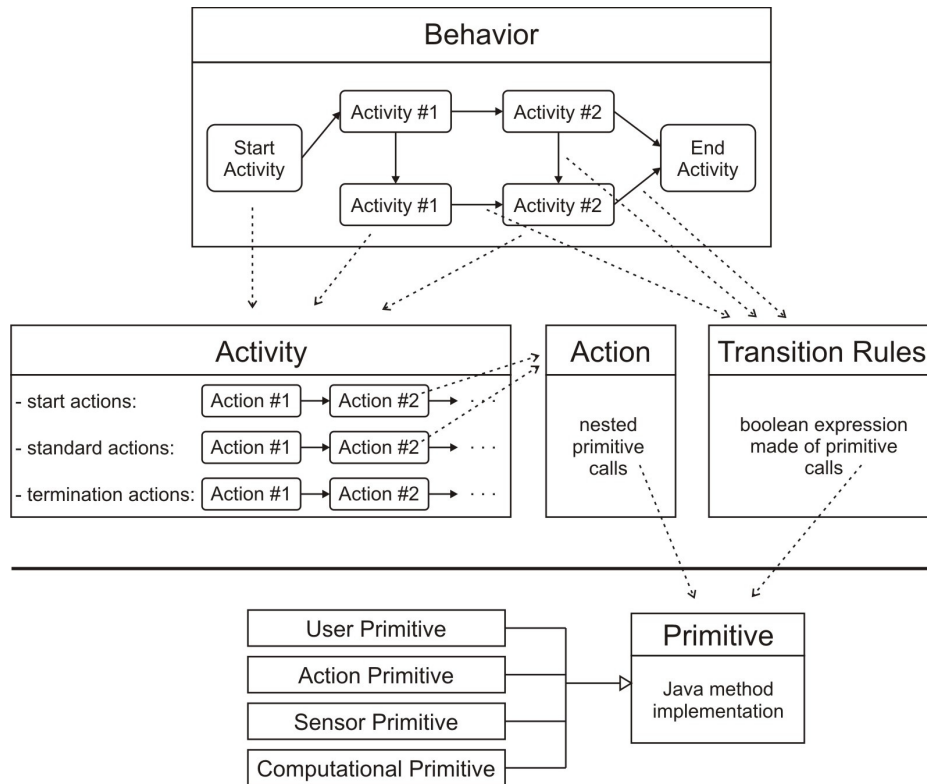 Behavior
Activity #1
Activity #2
Start
Activity
End
Activity
Activity #1
Activity #2
Activity
- start actions:
Action #1
Action #2
. . .
- standard actions:
Action #1
Action #2
. . .
- termination actions:
Action #1
Action #2
. . .
Action
nested
primitive
calls
Transition Rules
boolean expression
made of primitive
calls
User Primitive
Action Primitive
Sensor Primitive
Computational Primitive
Primitive
Java method
implementation